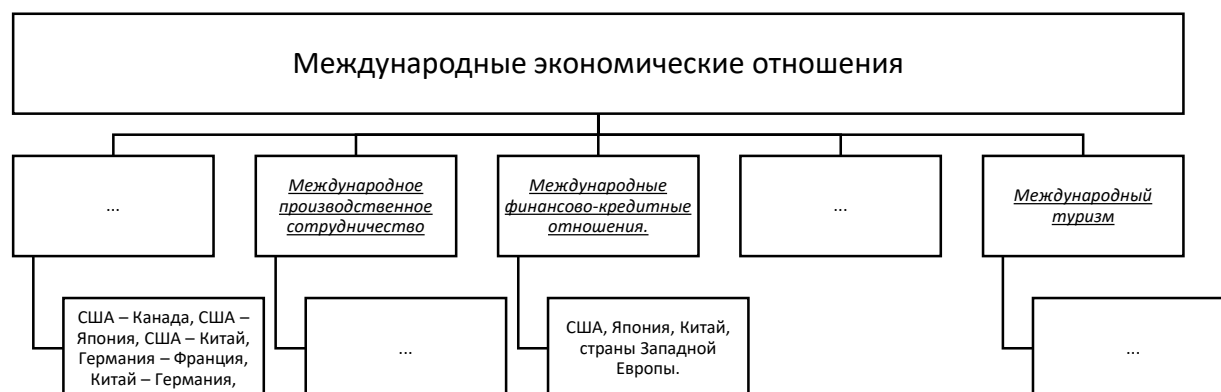 Международные экономические отношения
...
Международное
производственное
сотрудничество
Международные
финансово-кредитные
отношения.
...
Международный
туризм
США – Канада, США –
Япония, США – Китай,
Германия – Франция,
Китай – Германия,
...
США, Япония, Китай,
страны Западной
Европы.
...